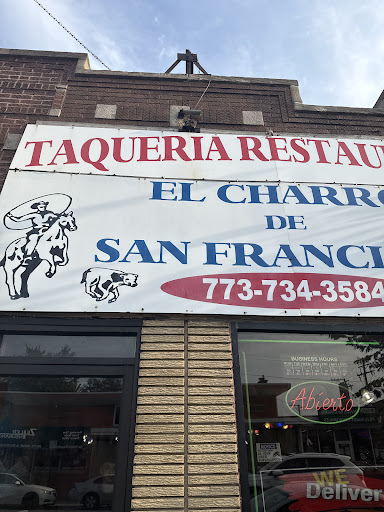 TAQUERIA RESTAU
EL CHARRO
DE
SAN FRANCI
773-734-3584
BUSINESS HOURS
Abierto
WE
Deliver